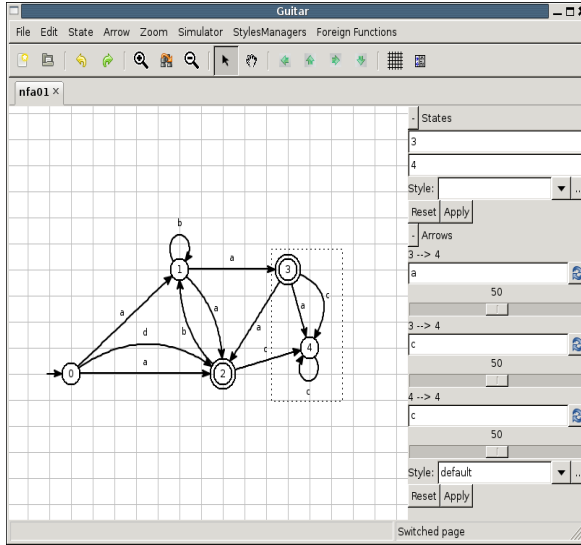 Guitar
File Edit State Arrow Zoom Simulator StylesManagers Foreign Functions
nfa01 ×
- States
3
4
Style:
...
Reset Apply
- Arrows
3 --> 4
a
50
3 --> 4
c
50
4 --> 4
c
50
Style: default
...
Reset Apply
b
1
a
3
a
a
a
c
d
b
a
c
4
0
a
2
c
Switched page